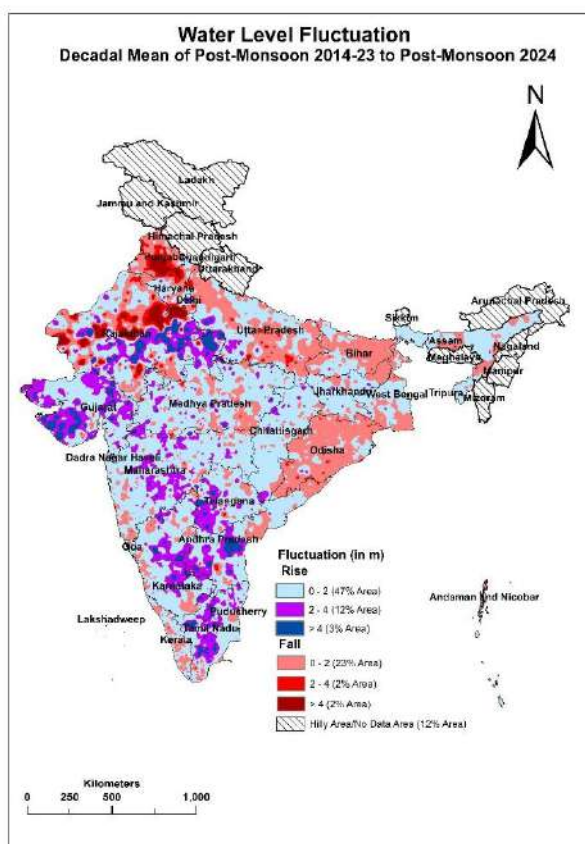 Water Level Fluctuation
Decadal Mean of Post-Monsoon 2014-23 to Post-Monsoon 2024
N
Ladakh
Jammu and Kashmir
Himachal Pradesh
Punjab
Chandigarh
Uttarakhand
Haryana
Delhi
Arunachal Pradesh
Sikkim
Rajasthan
Uttar Pradesh
Assam
Nagaland
Bihar
Meghalaya
Manipur
Gujarat
Madhya Pradesh
Jharkhand
West Bengal
Tripura
Mizoram
Chhattisgarh
Odisha
Dadra Nagar Haveli
Maharashtra
Telangana
Andhra Pradesh
Goa
Karnataka
Puducherry
Lakshadweep
Tamil Nadu
Kerala
Andaman and Nicobar
Fluctuation (in m)
Rise
0 - 2 (47% Area)
2 - 4 (12% Area)
> 4 (3% Area)
Fall
0 - 2 (23% Area)
2 - 4 (2% Area)
> 4 (2% Area)
Hilly Area/No Data Area (12% Area)
Kilometers
0 250 500 1,000